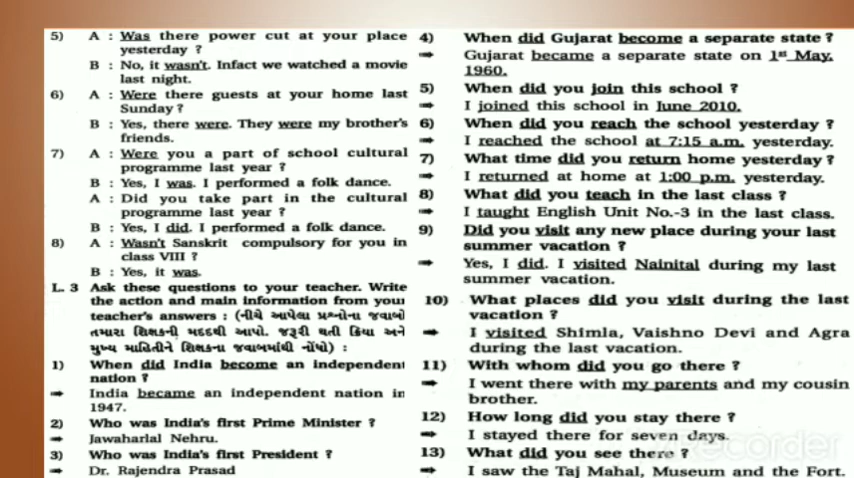 5) A : Was there power cut at your place
yesterday ?
B : No, it wasn't. Infact we watched a movie
last night.
6) A : Were there guests at your home last
Sunday ?
B : Yes, there were. They were my brother's
friends.
7) A : Were you a part of school cultural
programme last year ?
B : Yes, I was. I performed a folk dance.
A : Did you take part in the cultural
programme last year ?
B : Yes, I did. I performed a folk dance.
8) A : Wasn't Sanskrit compulsory for you in
class VIII ?
B : Yes, it was.
L. 3 Ask these questions to your teacher. Write
the action and main information from your
teacher's answers : (નીચે આપેલા પ્રશ્નોના જવાબો
તમારા શિક્ષકની મદદથી આપો. જરૂરી થતી ક્રિયા અને
મુખ્ય માહિતીને શિક્ષકના જવાબમાંથી નોંધો) :
1) When did India become an independent
nation ?
➡ India became an independent nation in
1947.
2) Who was India's first Prime Minister ?
➡ Jawaharlal Nehru.
3) Who was India's first President ?
➡ Dr. Rajendra Prasad
4) When did Gujarat become a separate state ?
➡ Gujarat became a separate state on 1st May,
1960.
5) When did you join this school ?
➡ I joined this school in June 2010.
6) When did you reach the school yesterday ?
➡ I reached the school at 7:15 a.m. yesterday.
7) What time did you return home yesterday ?
➡ I returned at home at 1:00 p.m. yesterday.
8) What did you teach in the last class ?
➡ I taught English Unit No.-3 in the last class.
9) Did you visit any new place during your last
summer vacation ?
➡ Yes, I did. I visited Nainital during my last
summer vacation.
10) What places did you visit during the last
vacation ?
➡ I visited Shimla, Vaishno Devi and Agra
during the last vacation.
11) With whom did you go there ?
➡ I went there with my parents and my cousin
brother.
12) How long did you stay there ?
➡ I stayed there for seven days.
13) What did you see there ?
➡ I saw the Taj Mahal, Museum and the Fort.